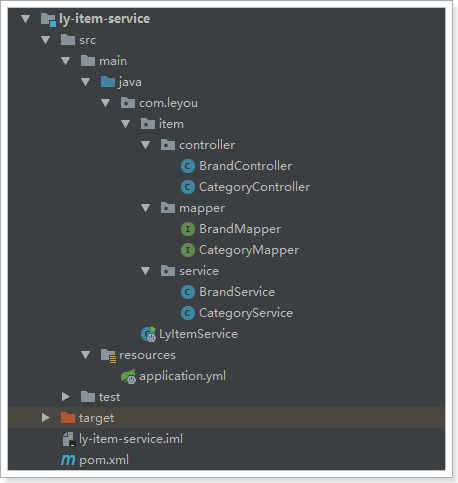 ly-item-service
src
main
java
com.leyou
item
controller
BrandController
CategoryController
mapper
BrandMapper
CategoryMapper
service
BrandService
CategoryService
LyItemService
resources
application.yml
test
target
ly-item-service.iml
pom.xml